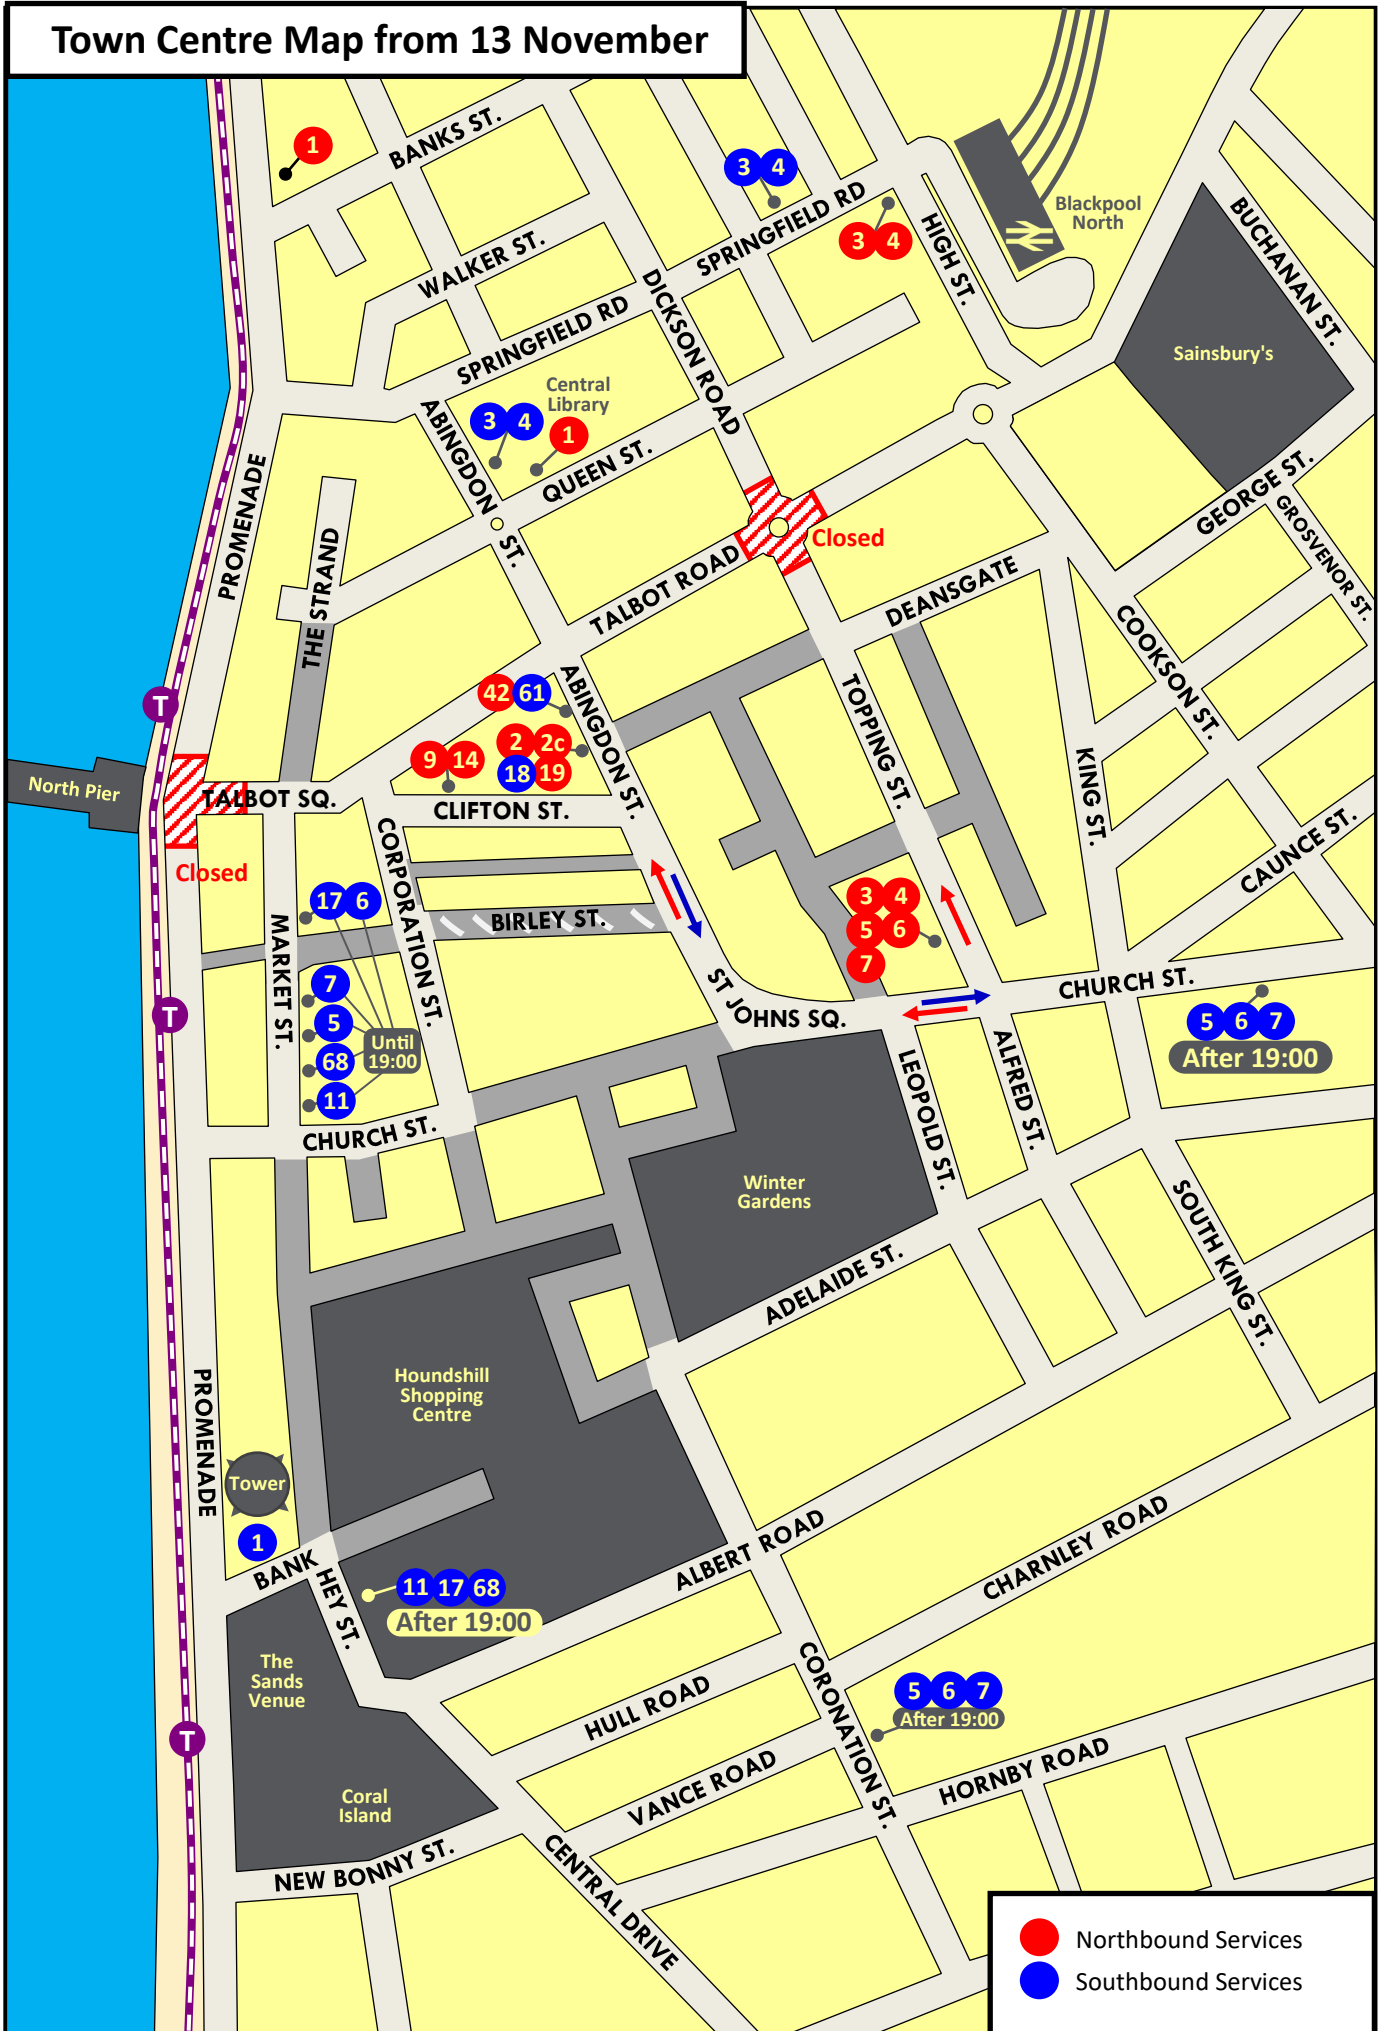 Town Centre Map from 13 November
1
BANKS ST.
3 4
SPRINGFIELD RD
3 4
HIGH ST.
Blackpool
North
BUCHANAN ST.
WALKER ST.
DICKSON ROAD
SPRINGFIELD RD
Sainsbury's
Central
Library
3 4
1
ABINGDON ST.
QUEEN ST.
PROMENADE
THE STRAND
GEORGE ST.
GROSVENOR ST.
Closed
TALBOT ROAD
DEANSGATE
COOKSON ST.
T
42 61
2 2c
9 14
18 19
ABINGDON ST.
TOPPING ST.
KING ST.
North Pier
TALBOT SQ.
CLIFTON ST.
Closed
CORPORATION ST.
CAUNCE ST.
17 6
MARKET ST.
BIRLEY ST.
3 4
5 6
7
7
5
68
11
Until
19:00
T
ST JOHNS SQ.
CHURCH ST.
5 6 7
After 19:00
LEOPOLD ST.
ALFRED ST.
CHURCH ST.
Winter
Gardens
SOUTH KING ST.
ADELAIDE ST.
Houndshill
Shopping
Centre
PROMENADE
Tower
1
BANK HEY ST.
11 17 68
After 19:00
ALBERT ROAD
CHARNLEY ROAD
The
Sands
Venue
HULL ROAD
CORONATION ST.
5 6 7
After 19:00
T
VANCE ROAD
HORNBY ROAD
Coral
Island
NEW BONNY ST.
CENTRAL DRIVE
Northbound Services
Southbound Services